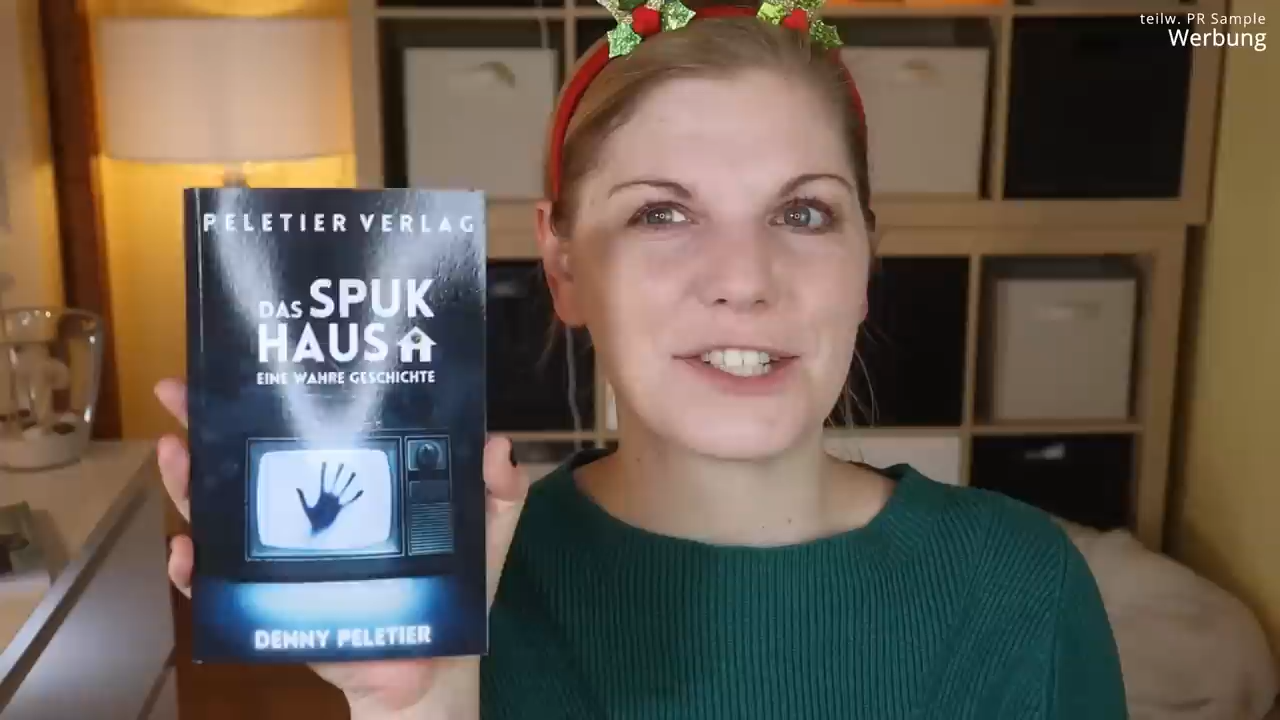 teilw. PR Sample
Werbung
PELETIER VERLAG
DAS SPUK
HAUS
EINE WAHRE GESCHICHTE
DENNY PELETIER